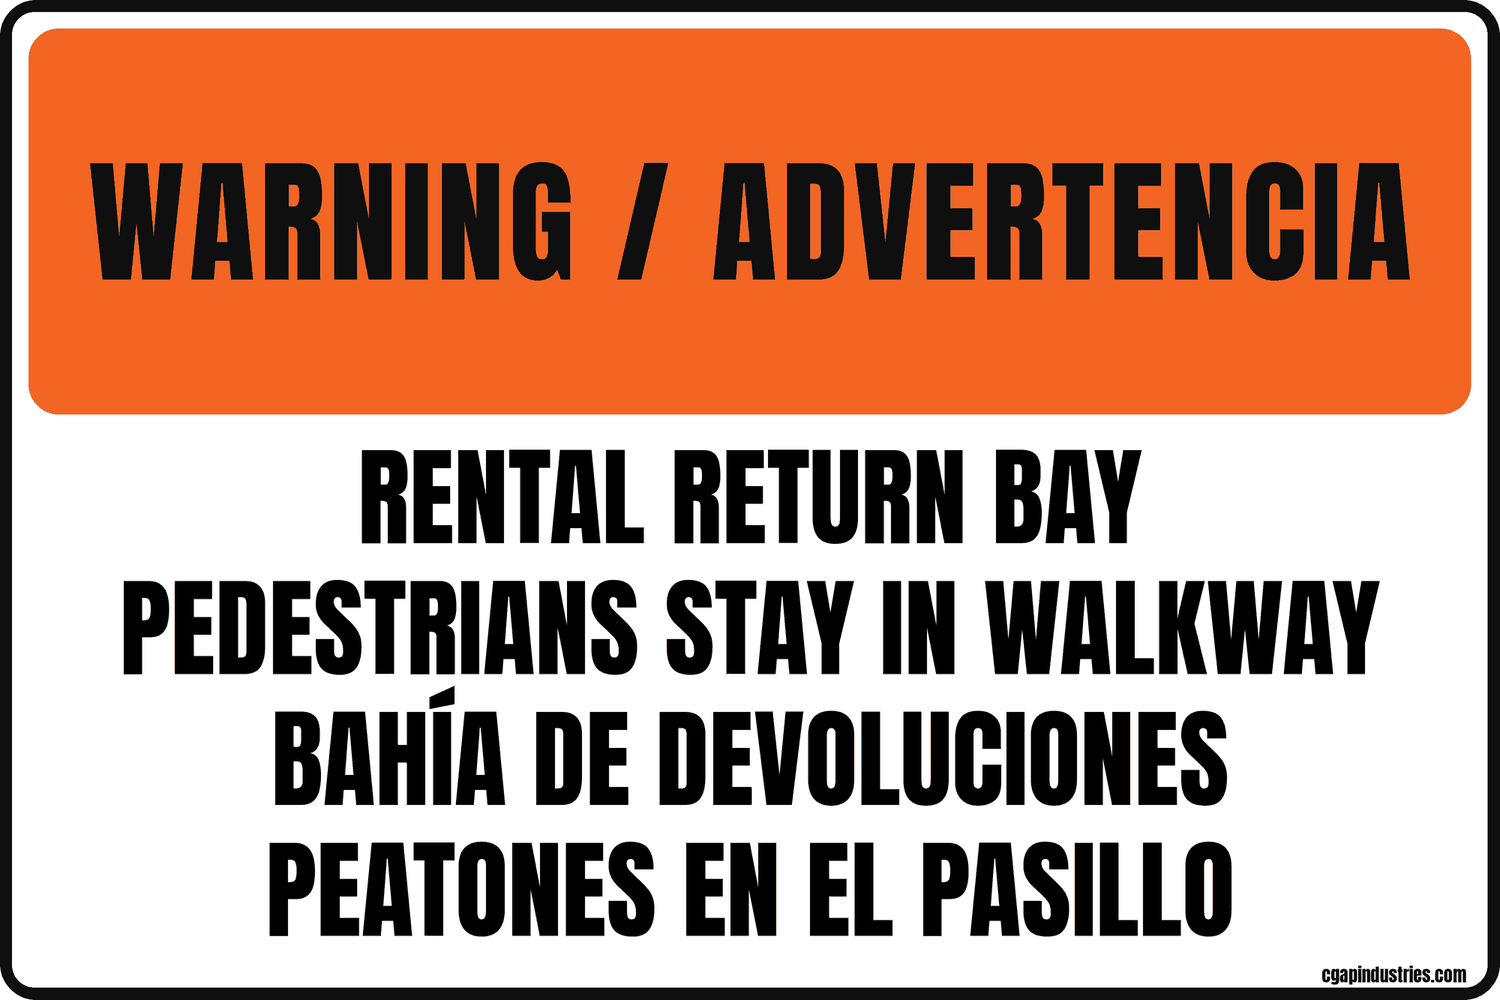 WARNING / ADVERTENCIA
RENTAL RETURN BAY
PEDESTRIANS STAY IN WALKWAY
BAHÍA DE DEVOLUCIONES
PEATONES EN EL PASILLO
cgapindustries.com